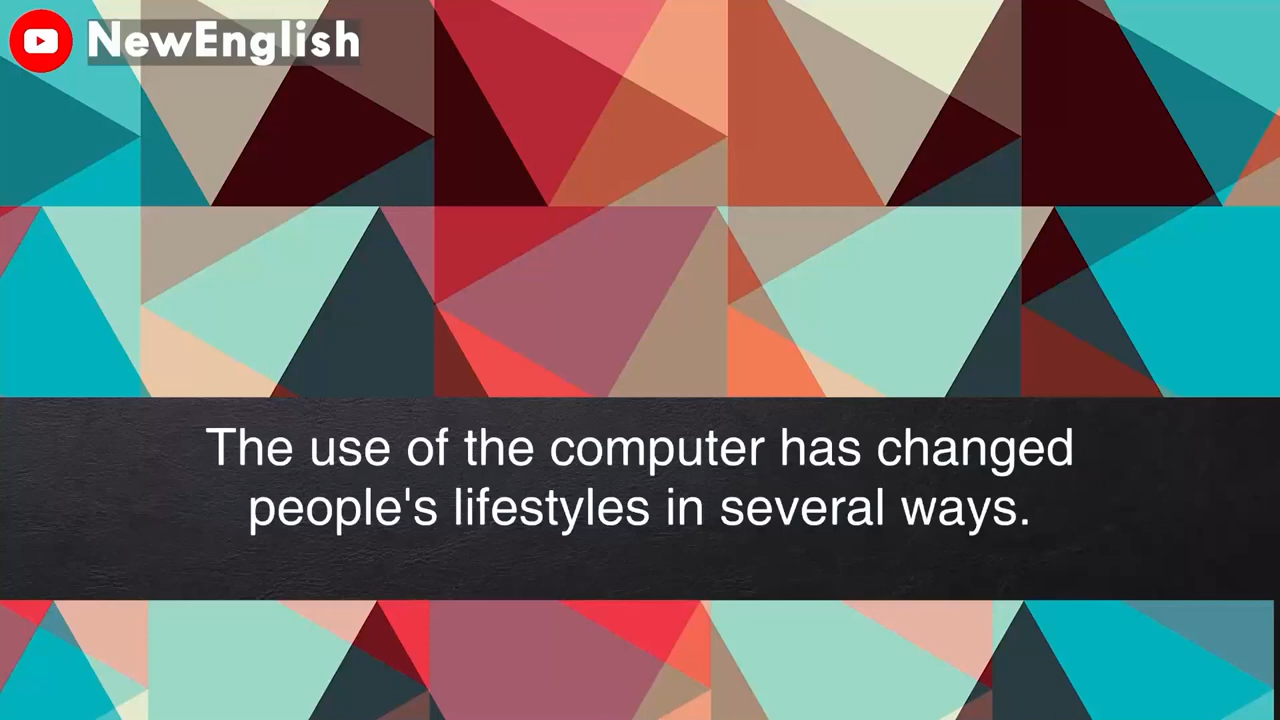 NewEnglish
The use of the computer has changed
people's lifestyles in several ways.